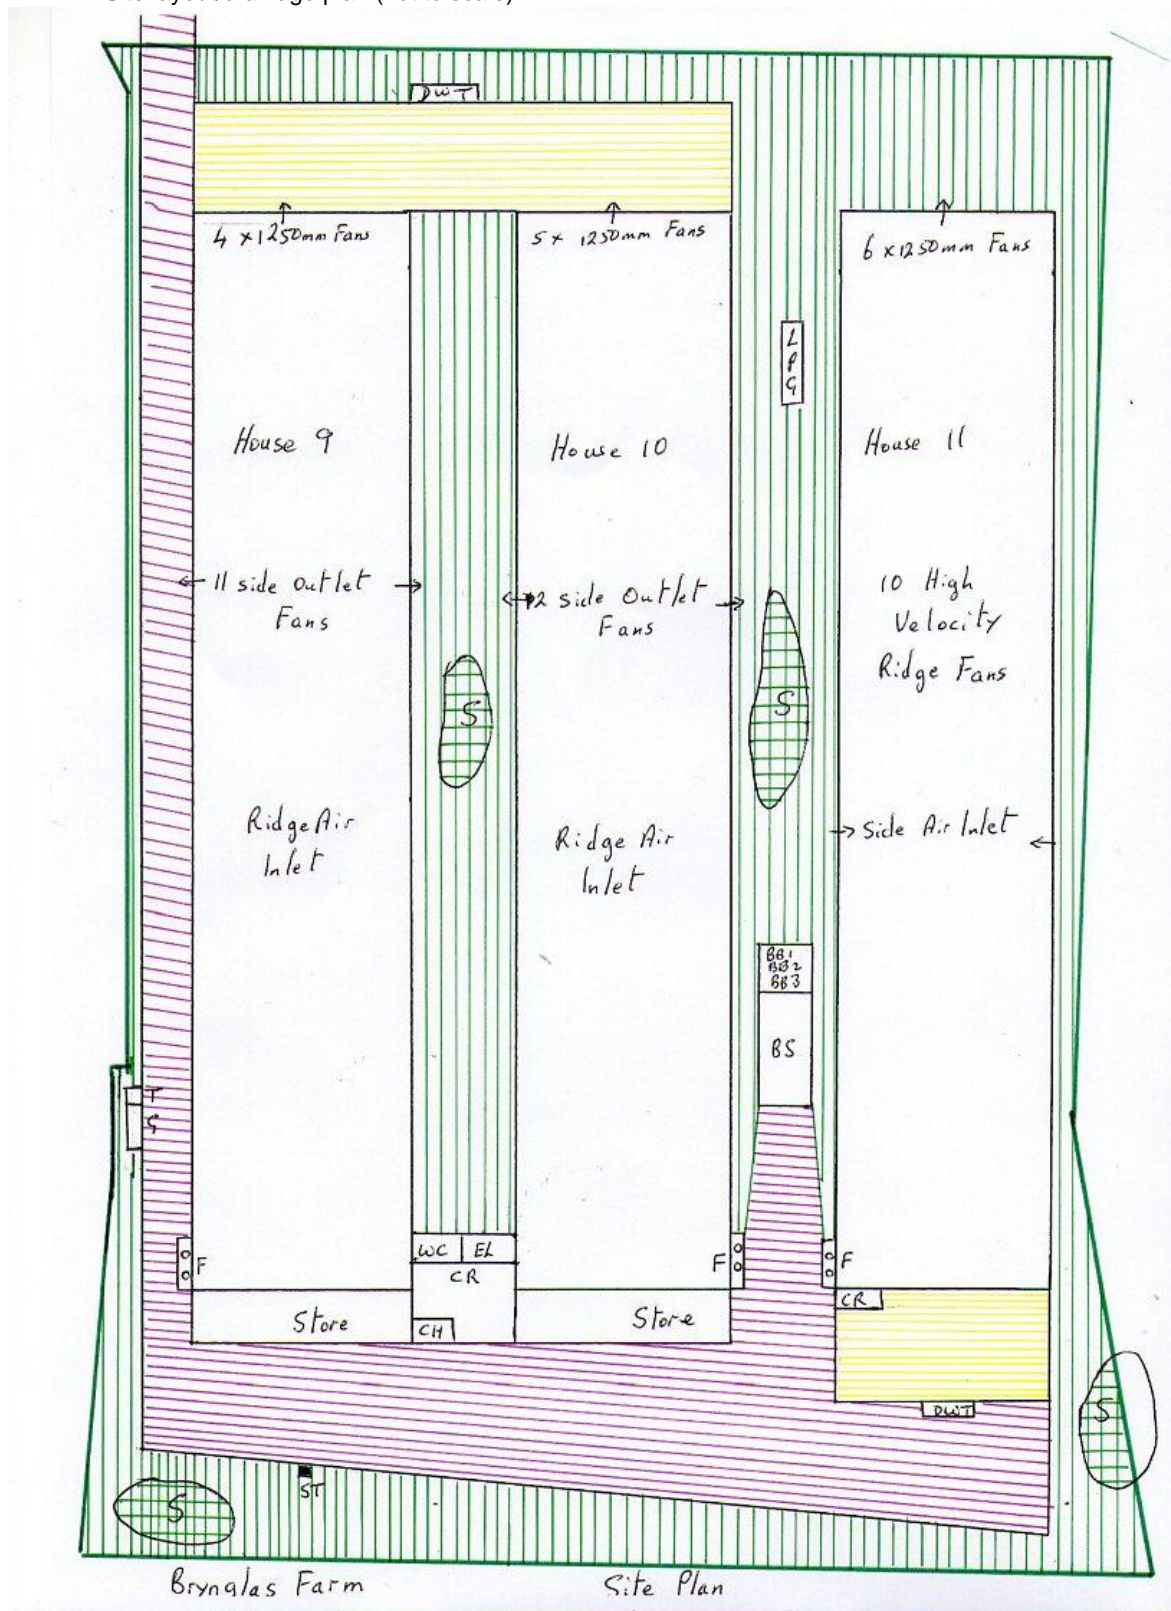 DWT
4 x 1250mm Fans
5 x 1250mm Fans
6 x 1250mm Fans
L
P
G
House 9
House 10
House 11
11 side Outlet
Fans
12 side Outlet
Fans
10 High
Velocity
Ridge Fans
S
S
Ridge Air
Inlet
Ridge Air
Inlet
Side Air Inlet
BB1
BB2
BB3
BS
T
G
WC
EL
CR
F
F
F
CR
Store
CH
Store
DWT
S
ST
S
Brynglas Farm
Site Plan